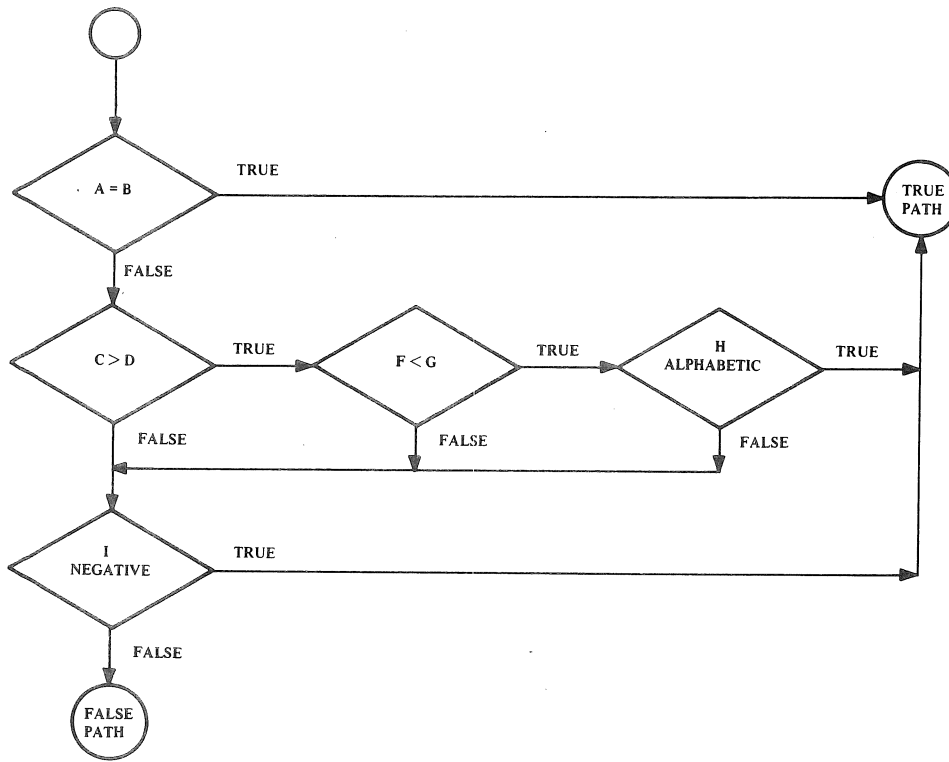 TRUE
A = B
TRUE
PATH
FALSE
C > D
TRUE
F < G
TRUE
H
ALPHABETIC
TRUE
FALSE
FALSE
FALSE
I
NEGATIVE
TRUE
FALSE
FALSE
PATH